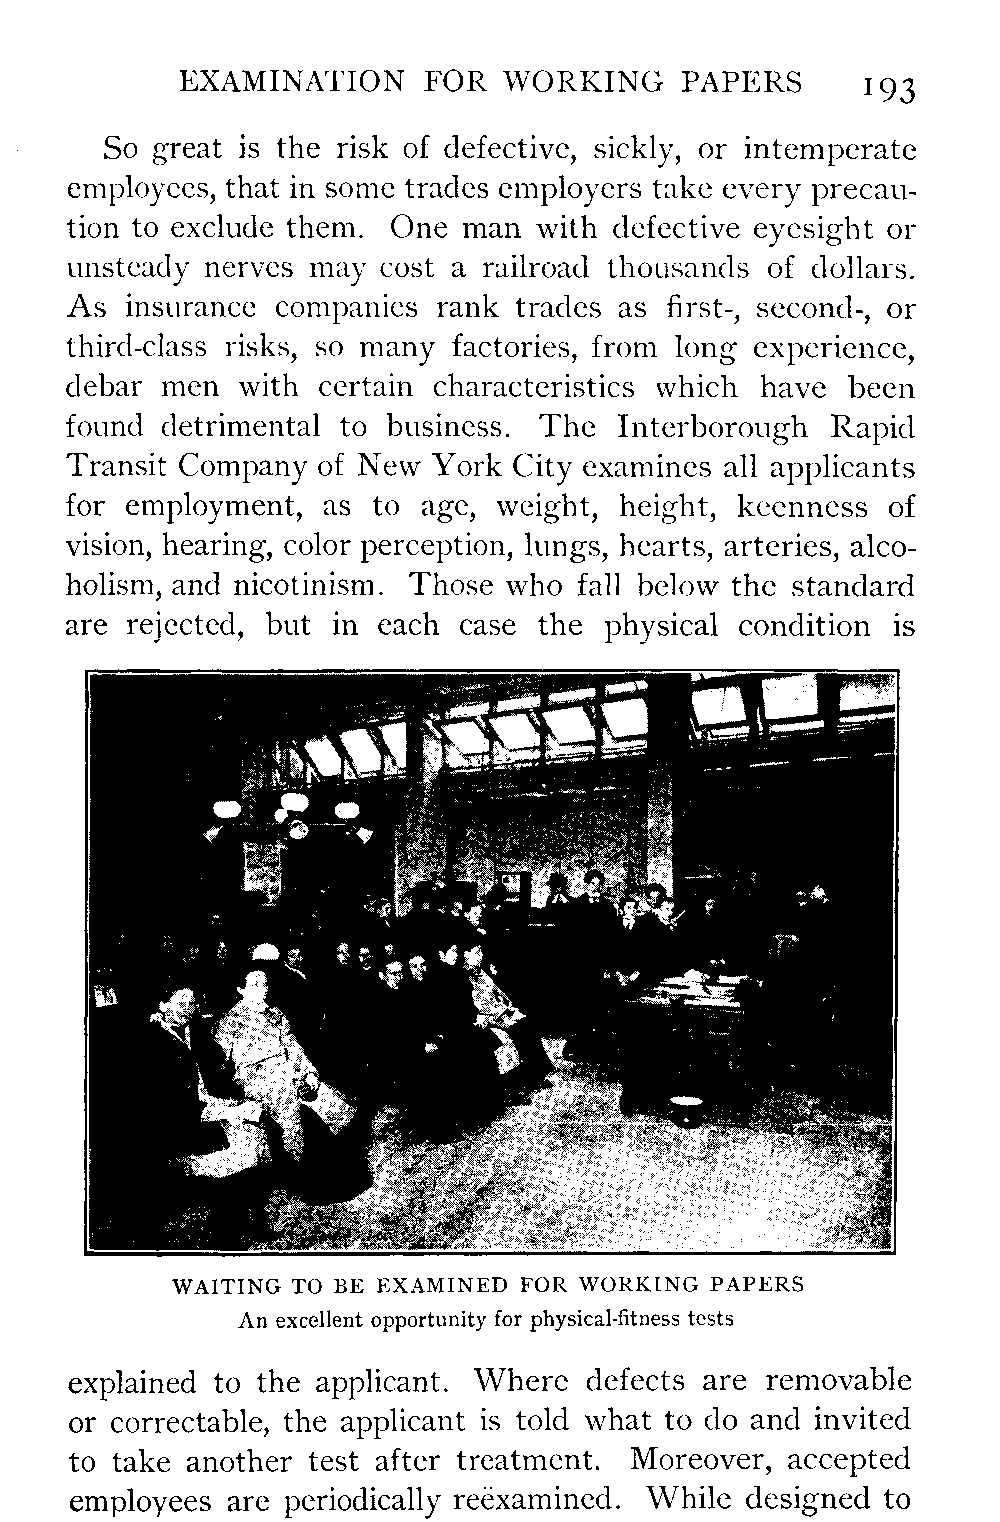 EXAMINATION FOR WORKING PAPERS 193
So great is the risk of defective, sickly, or intemperate
employees, that in some trades employers take every precau-
tion to exclude them. One man with defective eyesight or
unsteady nerves may cost a railroad thousands of dollars.
As insurance companies rank trades as first-, second-, or
third-class risks, so many factories, from long experience,
debar men with certain characteristics which have been
found detrimental to business. The Interborough Rapid
Transit Company of New York City examines all applicants
for employment, as to age, weight, height, keenness of
vision, hearing, color perception, lungs, hearts, arteries, alco-
holism, and nicotinism. Those who fall below the standard
are rejected, but in each case the physical condition is
WAITING TO BE EXAMINED FOR WORKING PAPERS
An excellent opportunity for physical-fitness tests
explained to the applicant. Where defects are removable
or correctable, the applicant is told what to do and invited
to take another test after treatment. Moreover, accepted
employees are periodically reëxamined. While designed to